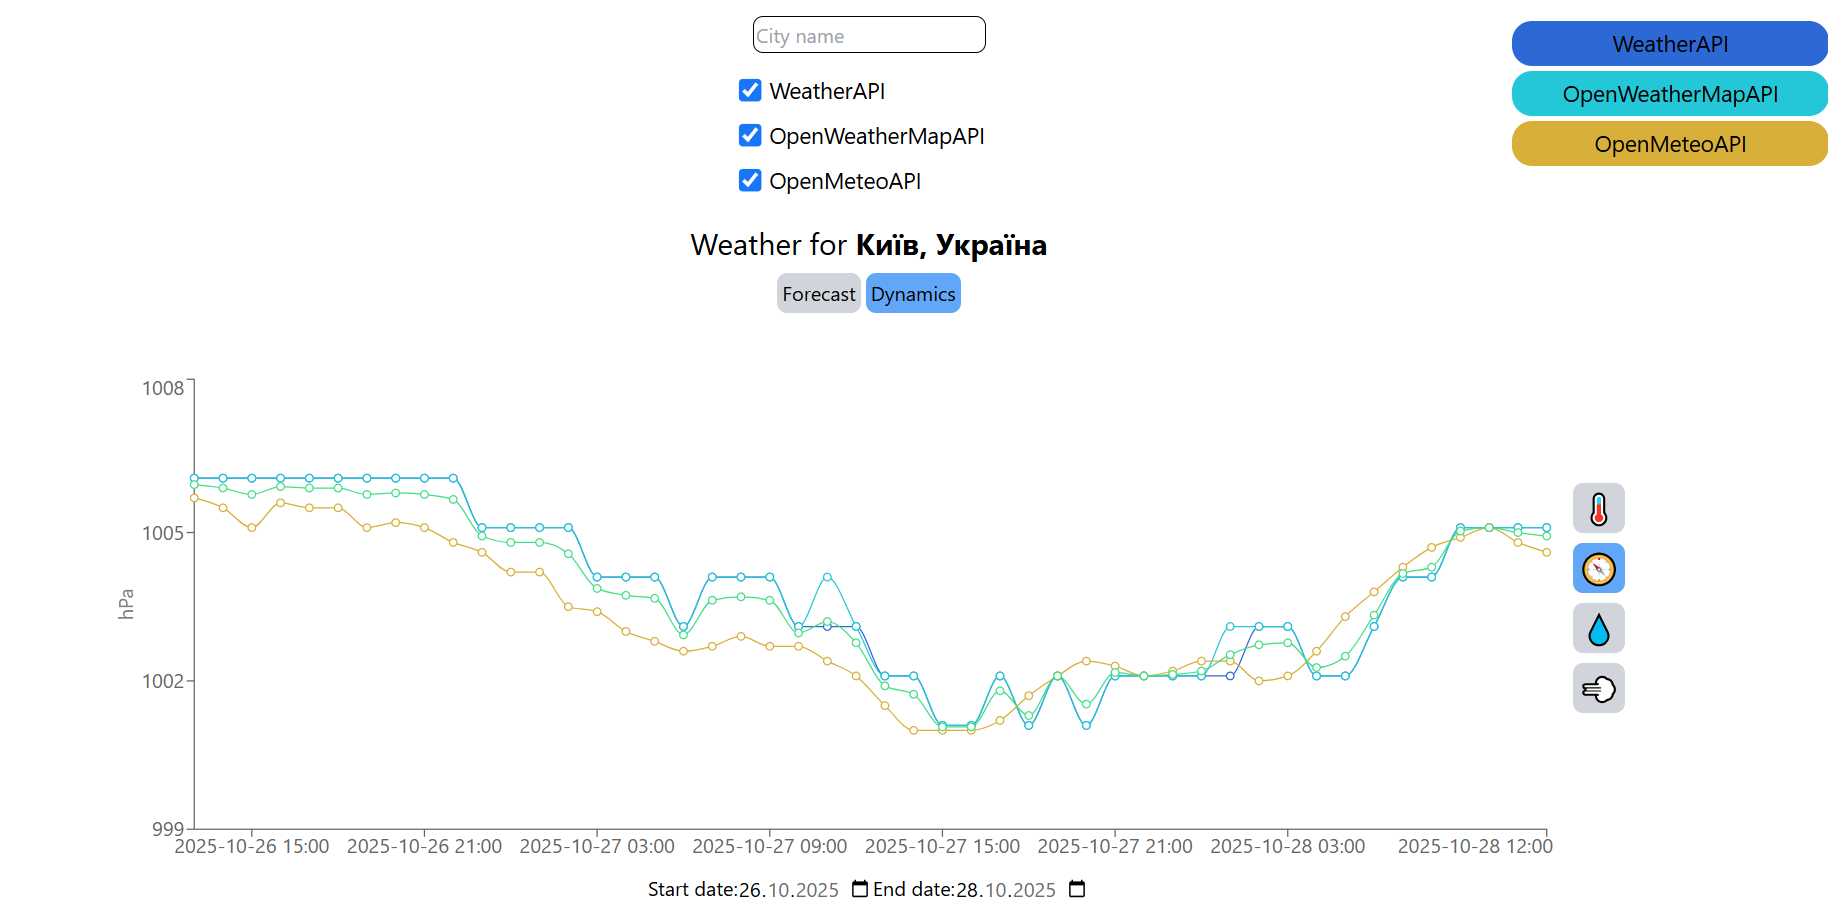 City name
WeatherAPI
OpenWeatherMapAPI
OpenMeteoAPI
WeatherAPI
OpenWeatherMapAPI
OpenMeteoAPI
Weather for Київ, Україна
Forecast Dynamics
1008
1005
hPa
1002
999
2025-10-26 15:00 2025-10-26 21:00 2025-10-27 03:00 2025-10-27 09:00 2025-10-27 15:00 2025-10-27 21:00 2025-10-28 03:00 2025-10-28 12:00
Start date:26.10.2025 End date:28.10.2025